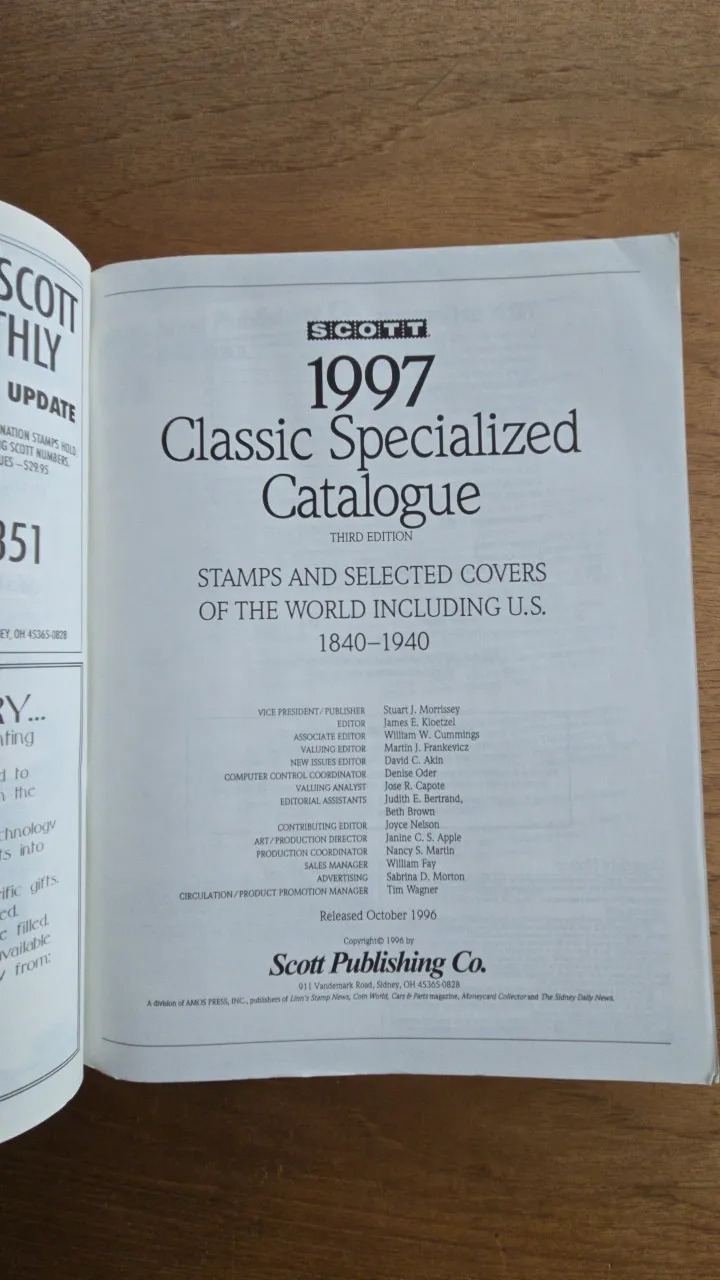 SCOTT
THLY
UPDATE
NATION STAMPS HOLD
G SCOTT NUMBERS.
UES – $29.95
351
EY, OH 45365-0828
RY...
nting
d to
n the
chnology
ts into
ific gifts.
ed.
e filled.
available
y from:
SCOTT
1997
Classic Specialized
Catalogue
THIRD EDITION
STAMPS AND SELECTED COVERS
OF THE WORLD INCLUDING U.S.
1840–1940
VICE PRESIDENT/PUBLISHER Stuart J. Morrissey
EDITOR James E. Kloetzel
ASSOCIATE EDITOR William W. Cummings
VALUING EDITOR Martin J. Frankevicz
NEW ISSUES EDITOR David C. Akin
COMPUTER CONTROL COORDINATOR Denise Oder
VALUING ANALYST Jose R. Capote
EDITORIAL ASSISTANTS Judith E. Bertrand,
Beth Brown
CONTRIBUTING EDITOR Joyce Nelson
ART/PRODUCTION DIRECTOR Janine C. S. Apple
PRODUCTION COORDINATOR Nancy S. Martin
SALES MANAGER William Fay
ADVERTISING Sabrina D. Morton
CIRCULATION/PRODUCT PROMOTION MANAGER Tim Wagner
Released October 1996
Copyright© 1996 by
Scott Publishing Co.
911 Vandemark Road, Sidney, OH 45365-0828
A division of AMOS PRESS, INC., publishers of Linn's Stamp News, Coin World, Cars & Parts magazine, Moneycard Collector and The Sidney Daily News.